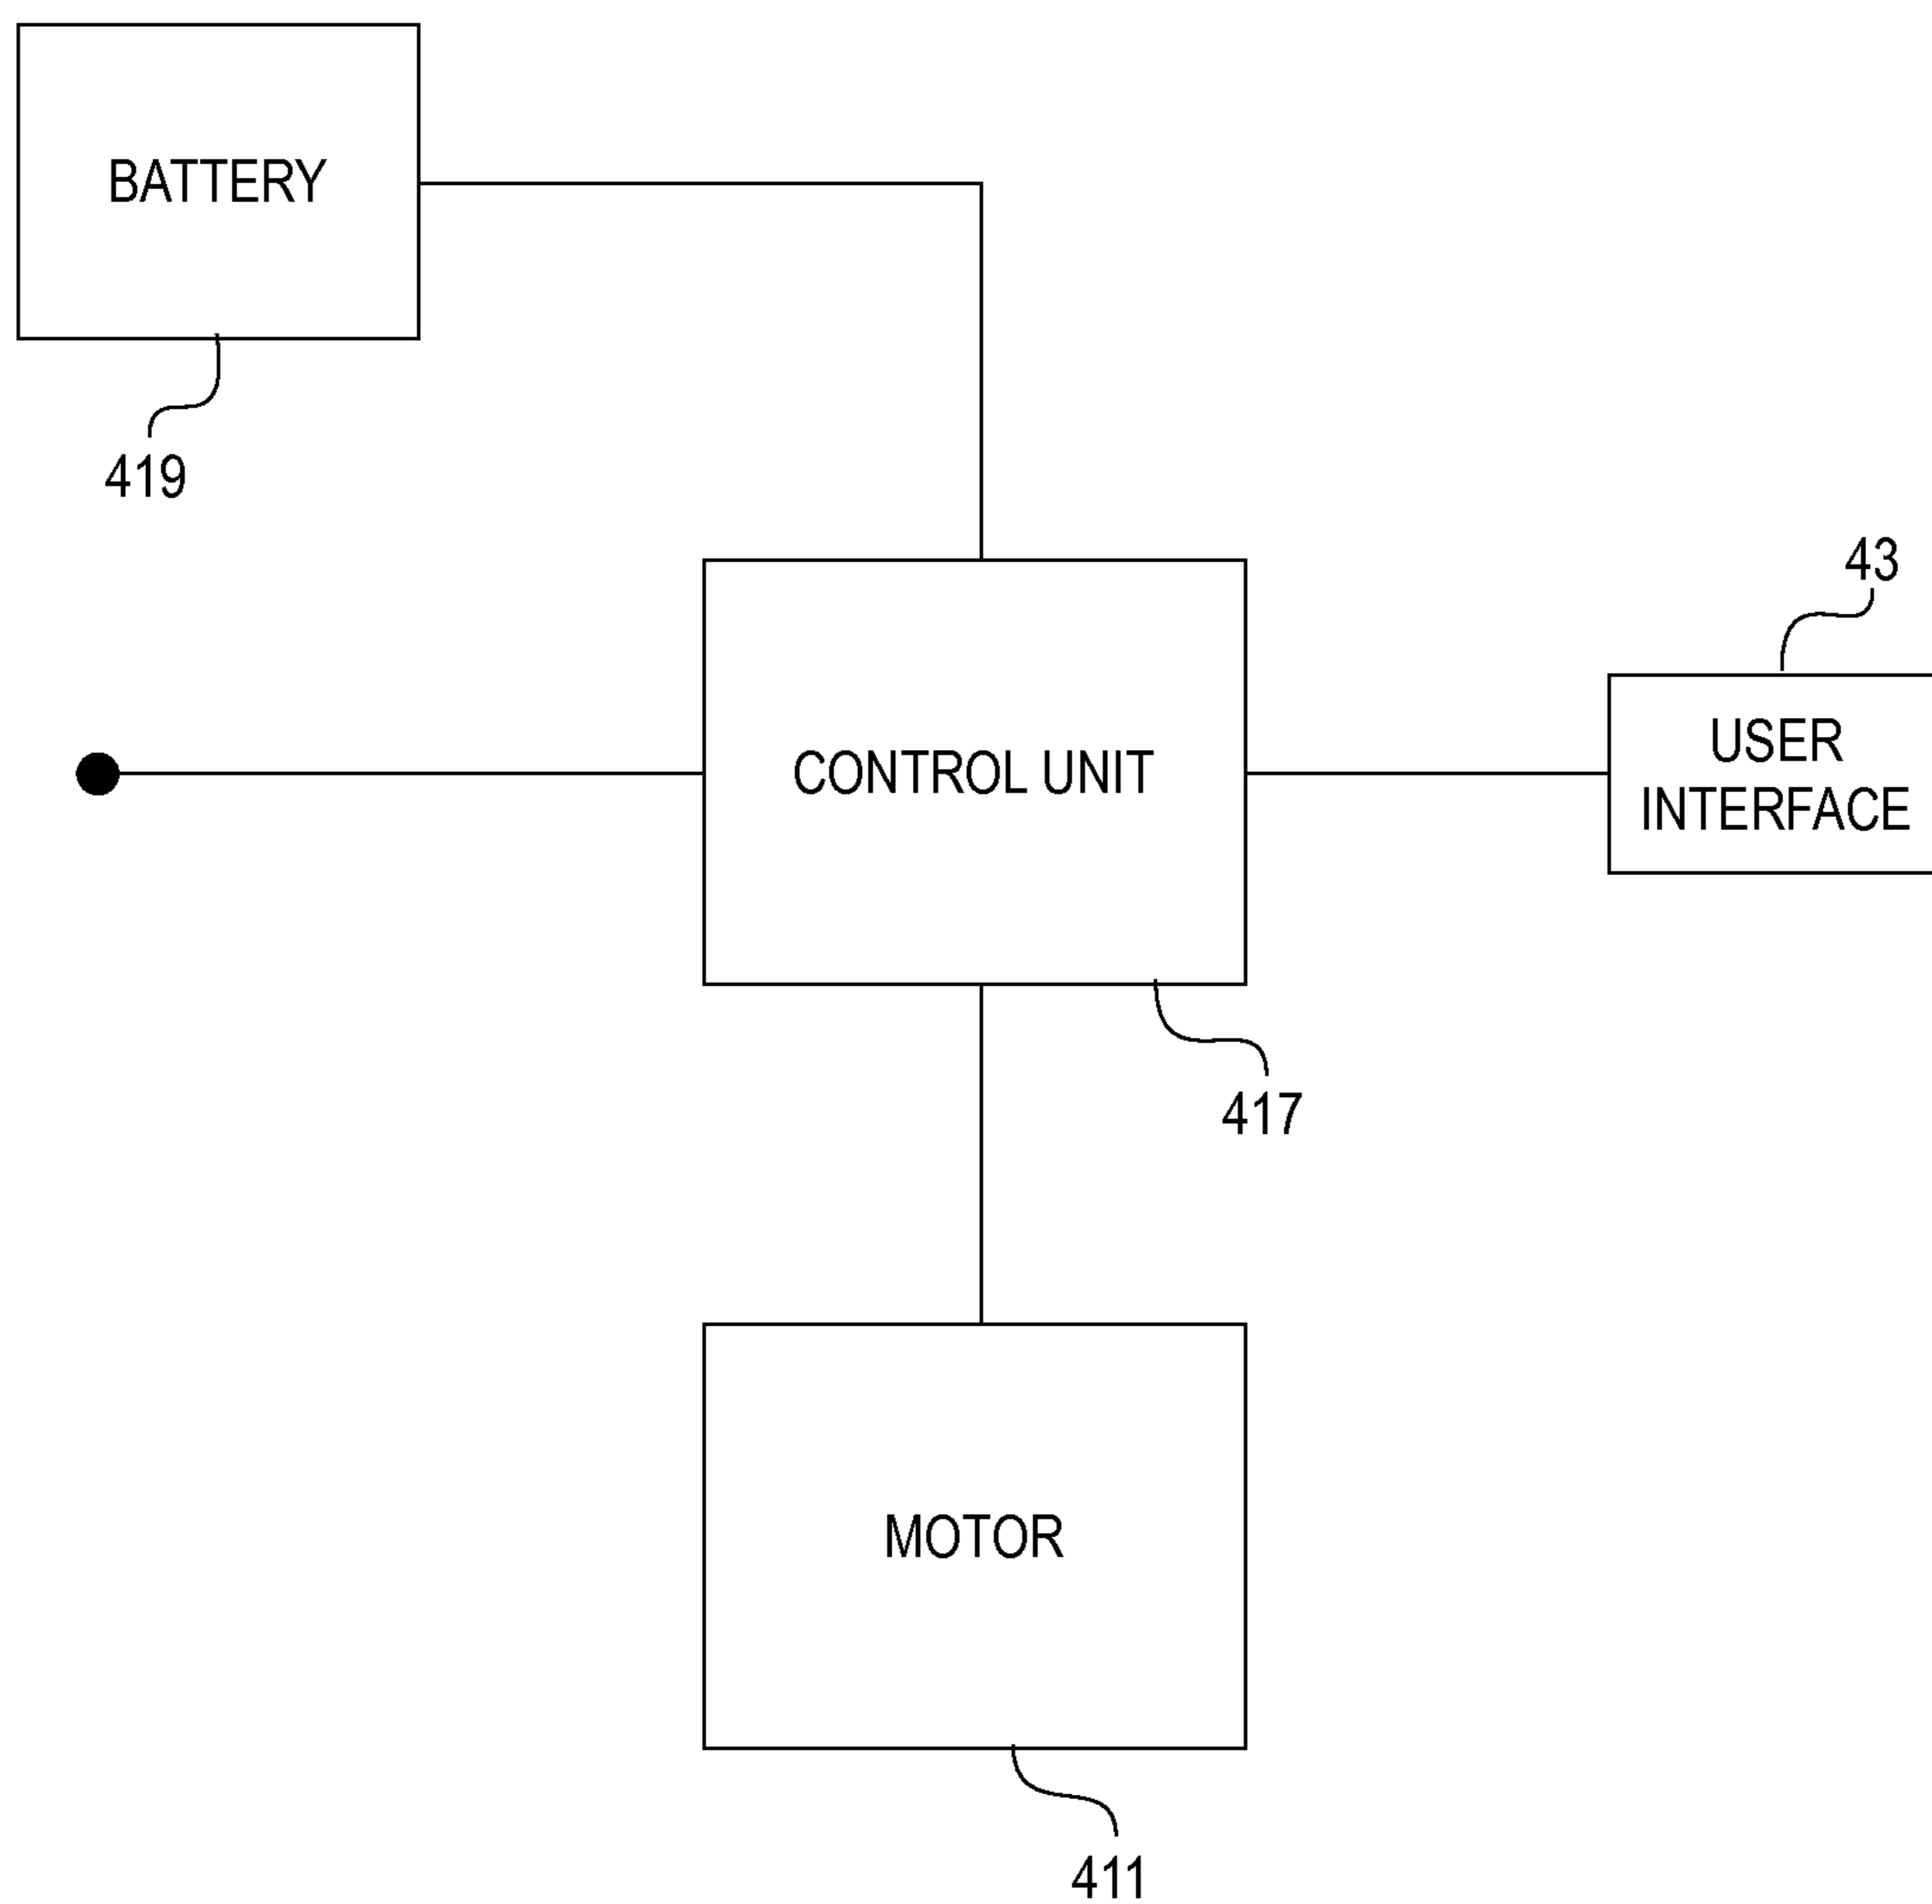 BATTERY
419
43
USER
INTERFACE
CONTROL UNIT
417
MOTOR
411